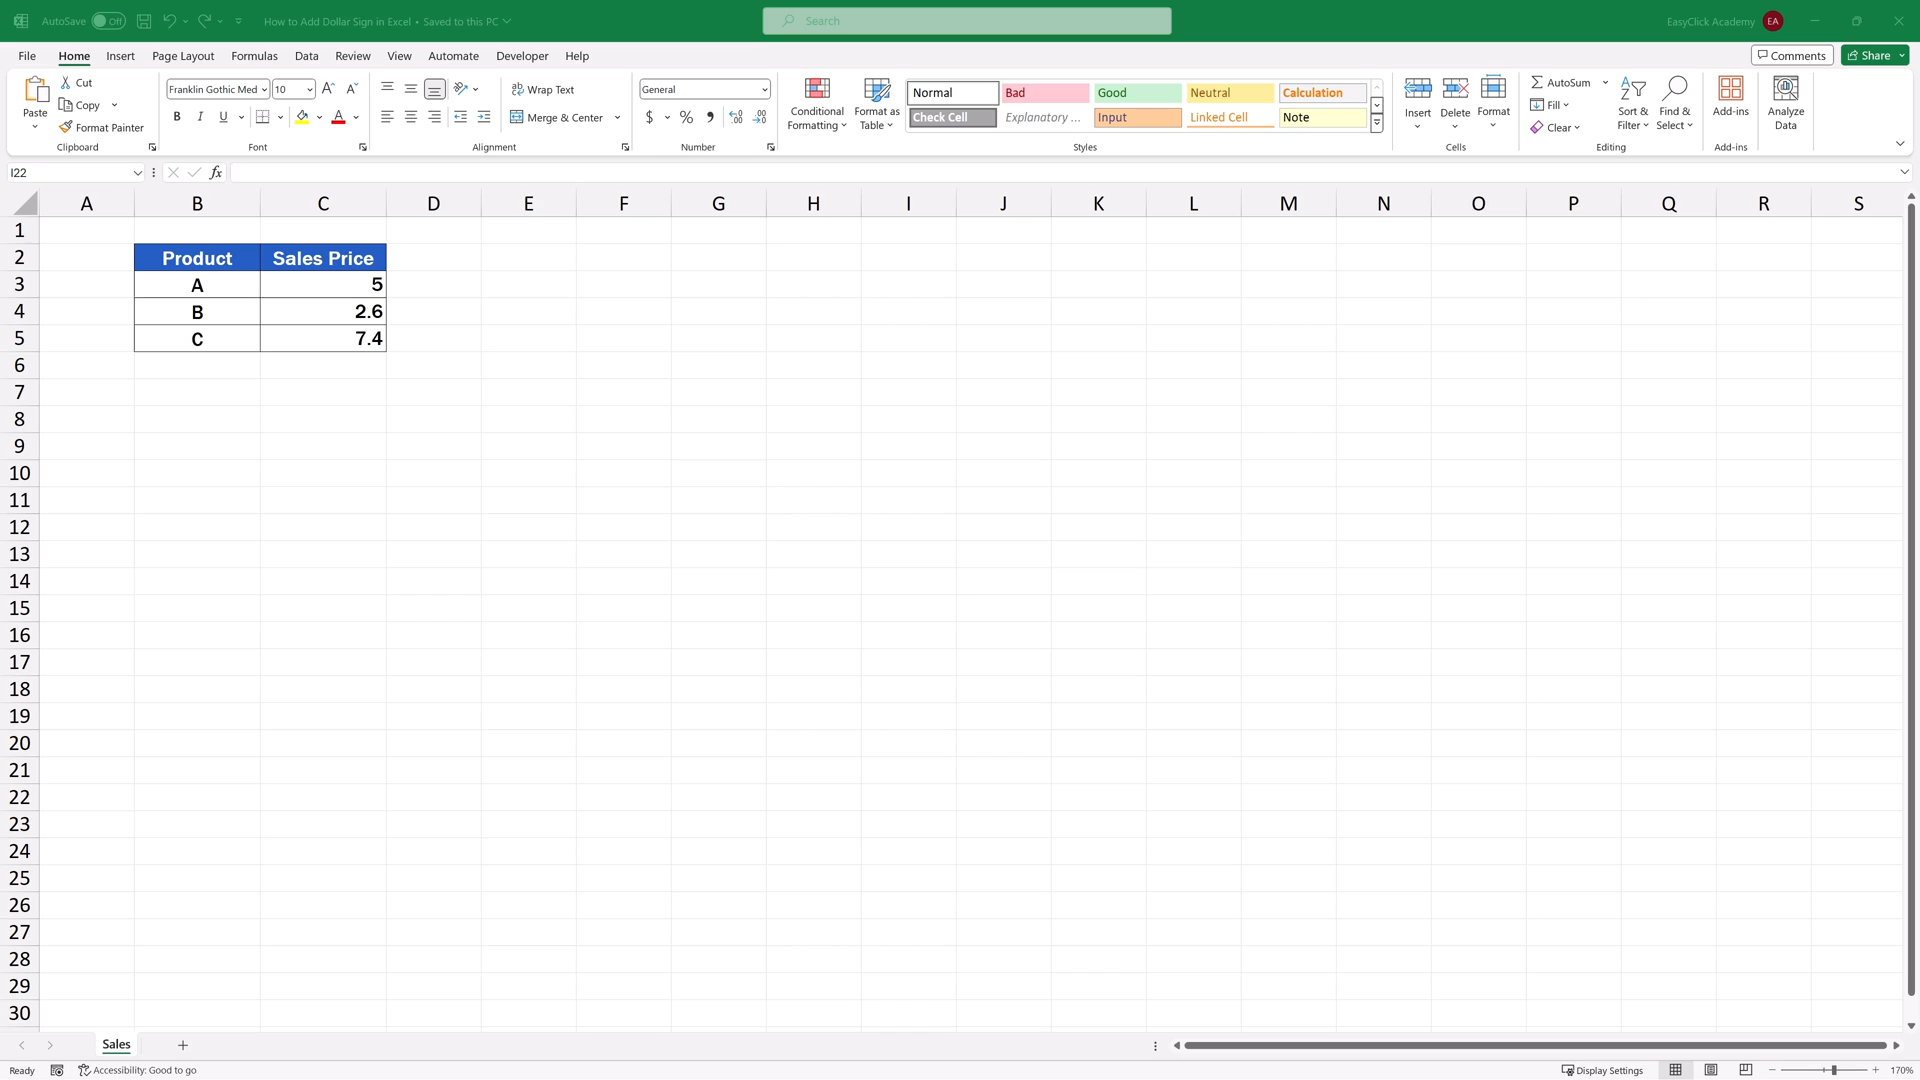 AutoSave Off How to Add Dollar Sign in Excel • Saved to this PC Search EasyClick Academy EA
File Home Insert Page Layout Formulas Data Review View Automate Developer Help Comments Share
Paste
Cut
Copy
Format Painter
Clipboard
Franklin Gothic Med 10
B I U
Font
Wrap Text
Merge & Center
Alignment
General
$ %
Number
Conditional Formatting
Format as Table
Normal Bad Good Neutral Calculation
Check Cell Explanatory ... Input Linked Cell Note
Styles
Insert Delete Format
Cells
AutoSum
Fill
Clear
Sort & Filter
Find & Select
Editing
Add-ins
Add-ins
Analyze Data
I22 fx
A B C D E F G H I J K L M N O P Q R S
1
2 Product Sales Price
3 A 5
4 B 2.6
5 C 7.4
6
7
8
9
10
11
12
13
14
15
16
17
18
19
20
21
22
23
24
25
26
27
28
29
30
Sales
Ready Accessibility: Good to go Display Settings 170%